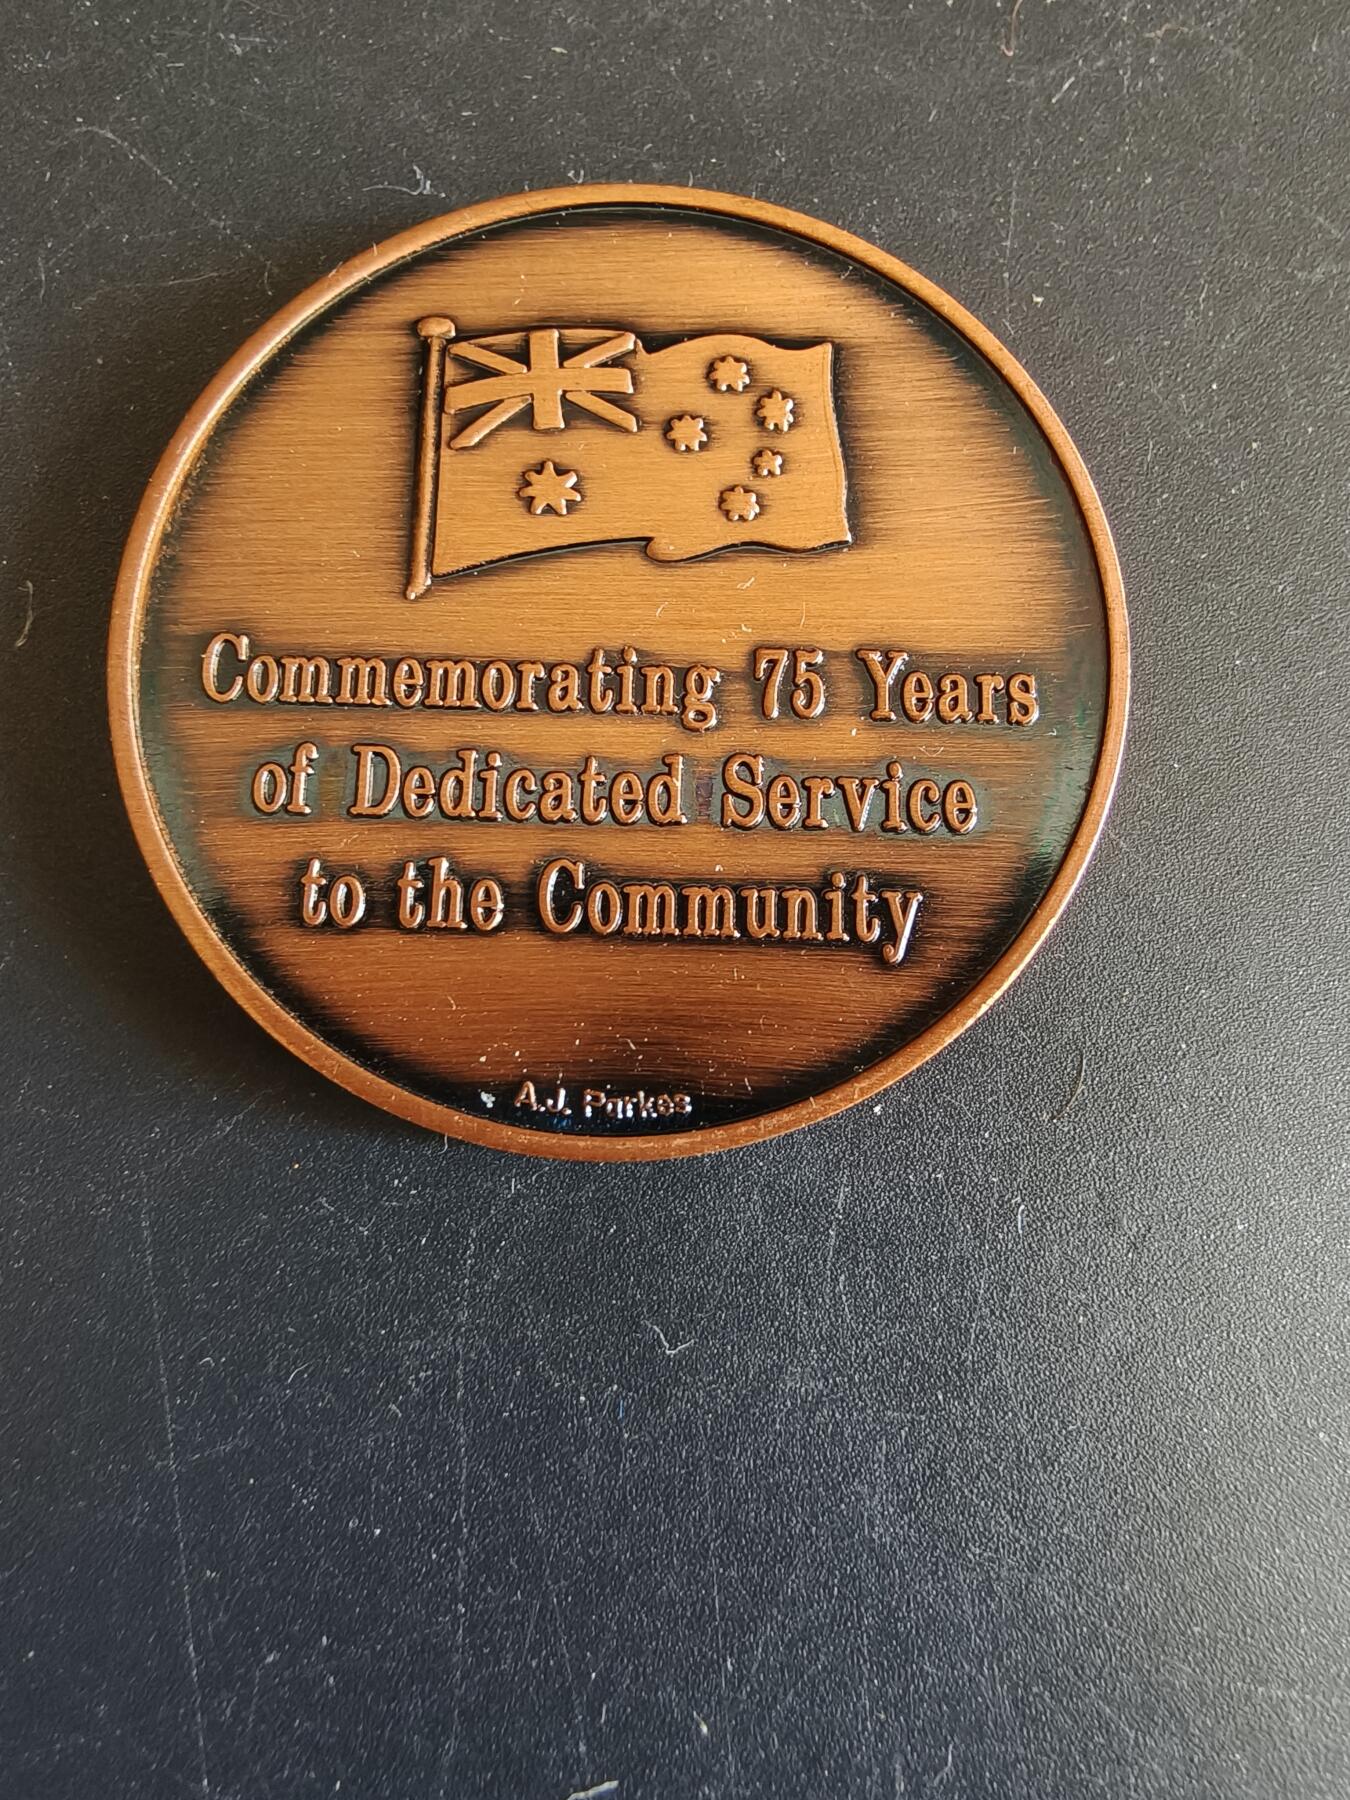 Commemorating 75 Years
of Dedicated Service
to the Community
A.J. Parkes